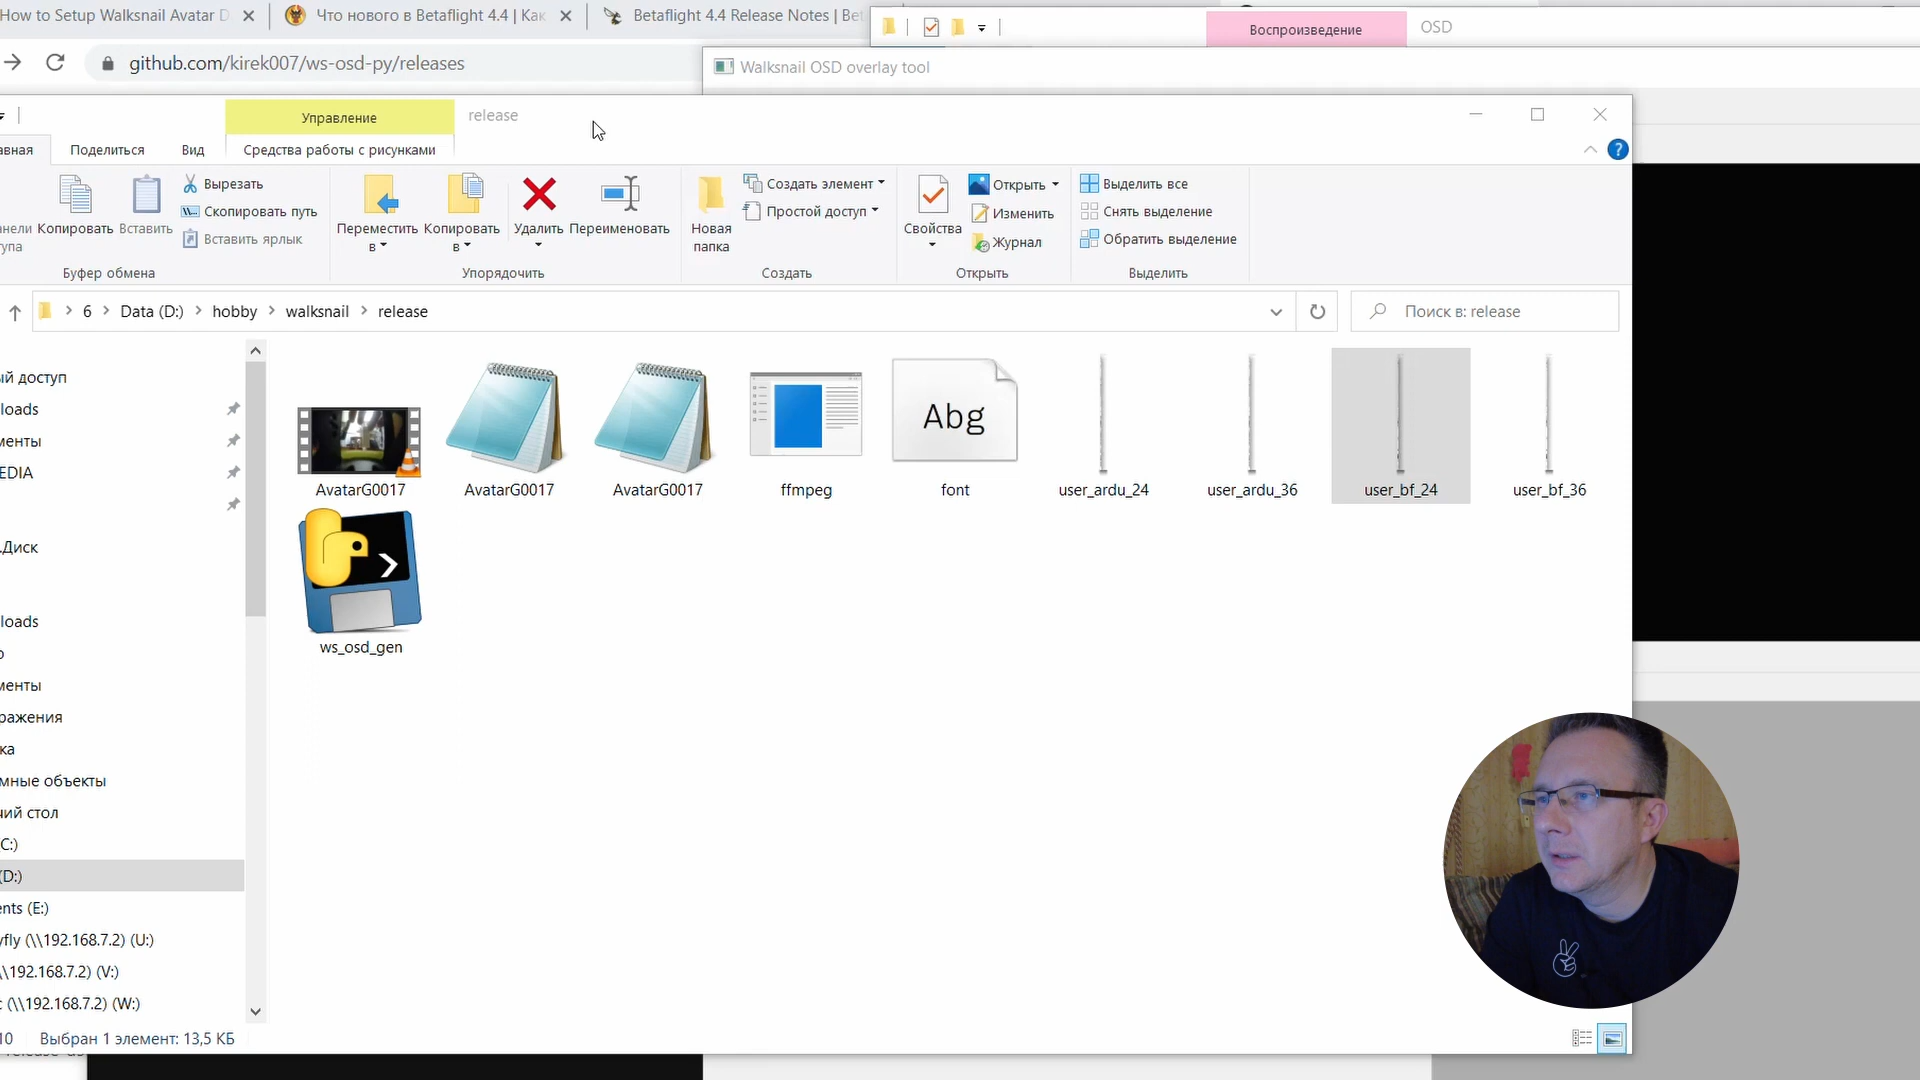 How to Setup Walksnail Avatar D
Что нового в Betaflight 4.4 | Как
Betaflight 4.4 Release Notes | Bet
Воспроизведение
OSD
github.com/kirek007/ws-osd-py/releases
Walksnail OSD overlay tool
Управление
release
авная
Поделиться
Вид
Средства работы с рисунками
Копировать
Вставить
Вырезать
Скопировать путь
Вставить ярлык
Буфер обмена
Переместить в
Копировать в
Удалить
Переименовать
Упорядочить
Новая папка
Создать элемент
Простой доступ
Создать
Свойства
Открыть
Изменить
Журнал
Открыть
Выделить все
Снять выделение
Обратить выделение
Выделить
6 > Data (D:) > hobby > walksnail > release
Поиск в: release
ый доступ
loads
менты
EDIA
.Диск
loads
о
менты
ражения
ка
мные объекты
чий стол
C:)
(D:)
ents (E:)
yfly (\\192.168.7.2) (U:)
\\192.168.7.2) (V:)
c (\\192.168.7.2) (W:)
AvatarG0017
AvatarG0017
AvatarG0017
ffmpeg
Abg
font
user_ardu_24
user_ardu_36
user_bf_24
user_bf_36
ws_osd_gen
10
Выбран 1 элемент: 13,5 КБ